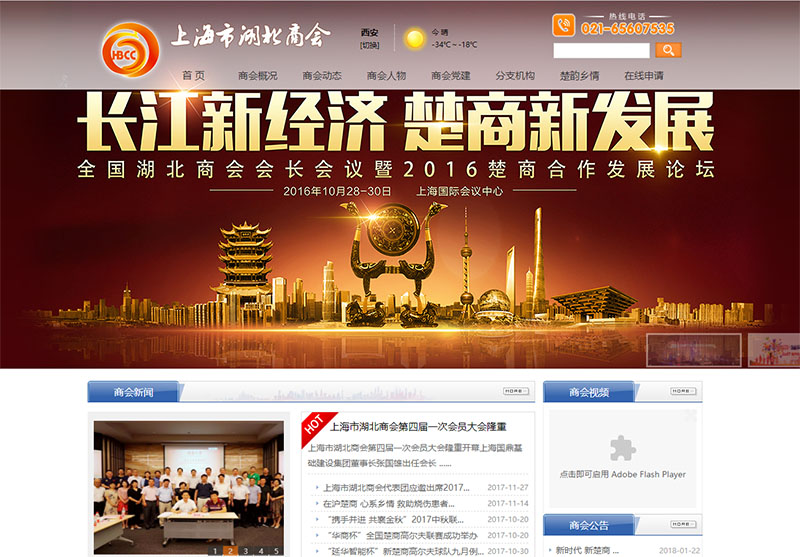 HBCC
上海市湖北商会
西安
[切换]
今 晴
-34℃～-18℃
热线电话
021-65607535
首 页 商会概况 商会动态 商会人物 商会党建 分支机构 楚韵乡情 在线申请
长江新经济 楚商新发展
全国湖北商会会长会议暨2016楚商合作发展论坛
2016年10月28-30日 上海国际会议中心
商会新闻
MORE
HOT
上海市湖北商会第四届一次会员大会隆重
上海市湖北商会第四届一次会员大会隆重开幕上海国鼎基
础建设集团董事长张国雄出任会长 ......
上海市湖北商会代表团应邀出席2017... 2017-11-27
在沪楚商 心系乡情 救助烧伤患者... 2017-11-14
“携手并进 共襄金秋”2017中秋联... 2017-10-20
“华商杯”全国楚商高尔夫联赛成功举办 2017-10-20
“延华智能杯”新楚商高尔夫球队九月例... 2017-10-20
1 2 3 4 5
商会视频
MORE
点击即可启用 Adobe Flash Player
商会公告
MORE
新时代 新楚商 ... 2018-01-22